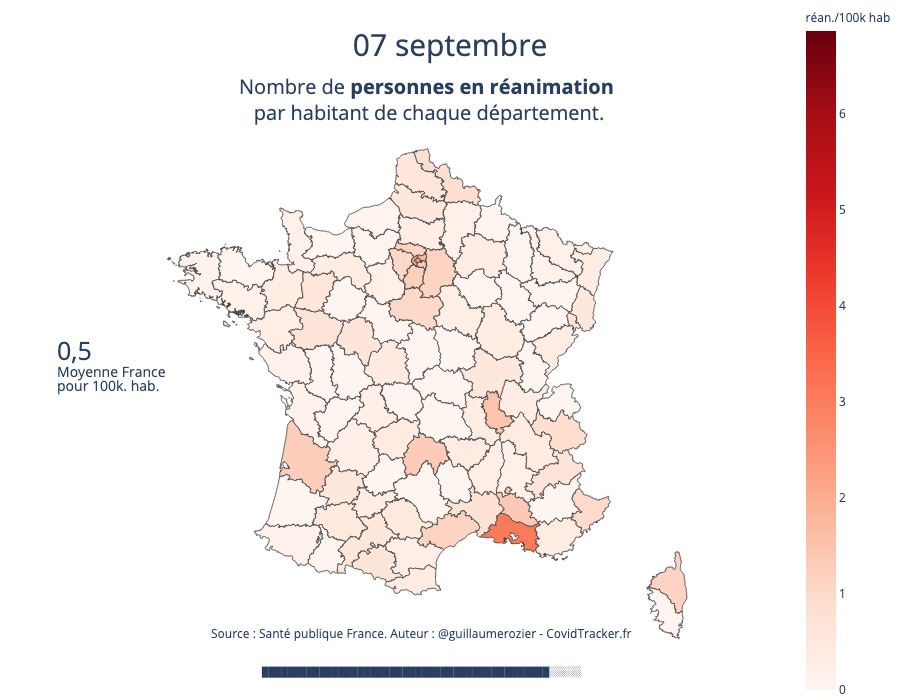 réan./100k hab
07 septembre
Nombre de personnes en réanimation
par habitant de chaque département.
6
5
4
3
2
1
0
0,5
Moyenne France
pour 100k. hab.
Source : Santé publique France. Auteur : @guillaumerozier - CovidTracker.fr